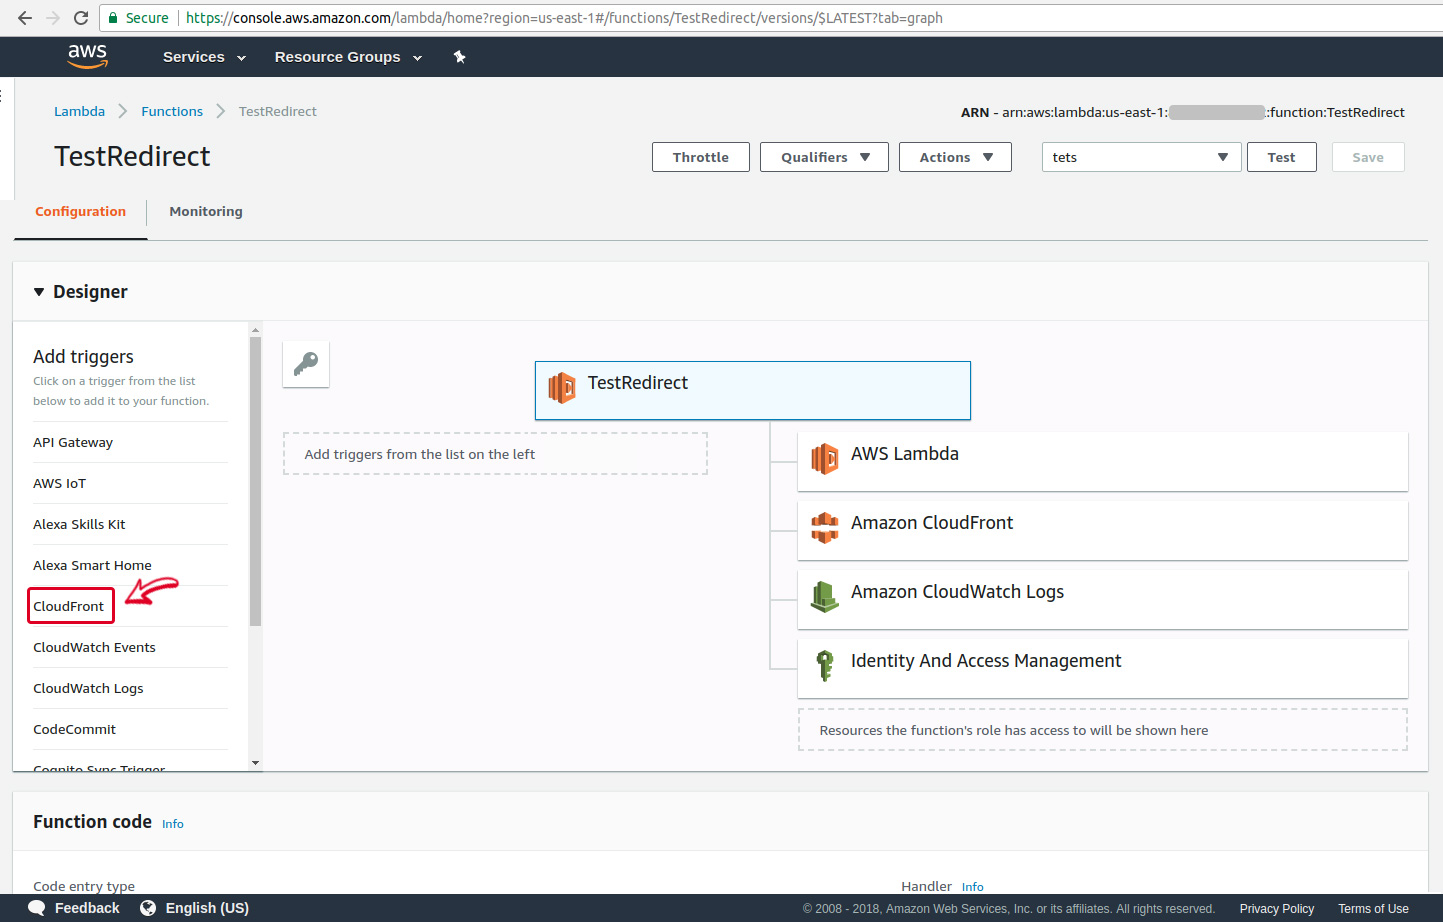 Secure
https://console.aws.amazon.com/lambda/home?region=us-east-1#/functions/TestRedirect/versions/$LATEST?tab=graph
aws
Services
Resource Groups
Lambda
Functions
TestRedirect
ARN - arn:aws:lambda:us-east-1: :function:TestRedirect
TestRedirect
Throttle
Qualifiers
Actions
tets
Test
Save
Configuration
Monitoring
Designer
Add triggers
Click on a trigger from the list
below to add it to your function.
API Gateway
AWS IoT
Alexa Skills Kit
Alexa Smart Home
CloudFront
CloudWatch Events
CloudWatch Logs
CodeCommit
Cognito Sync Trigger
TestRedirect
Add triggers from the list on the left
AWS Lambda
Amazon CloudFront
Amazon CloudWatch Logs
Identity And Access Management
Resources the function's role has access to will be shown here
Function code Info
Code entry type
Handler Info
Feedback
English (US)
© 2008 - 2018, Amazon Web Services, Inc. or its affiliates. All rights reserved.
Privacy Policy
Terms of Use